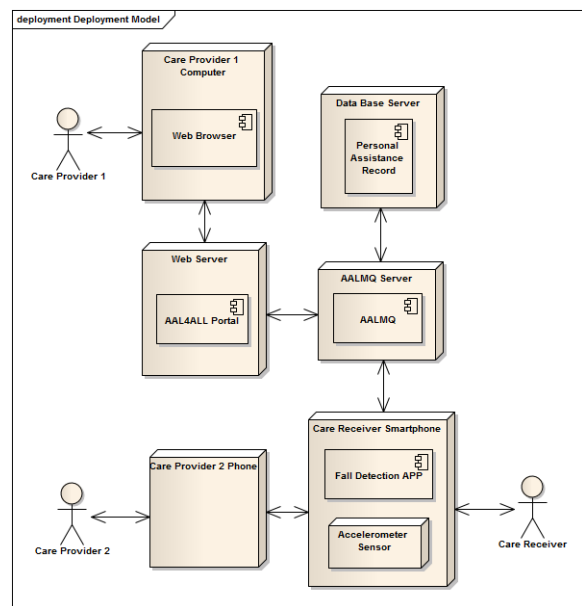 deployment Deployment Model
Care Provider 1
Computer
Web Browser
Care Provider 1
Data Base Server
Personal
Assistance
Record
Web Server
AAL4ALL Portal
AALMQ Server
AALMQ
Care Receiver Smartphone
Fall Detection APP
Accelerometer
Sensor
Care Provider 2 Phone
Care Provider 2
Care Receiver